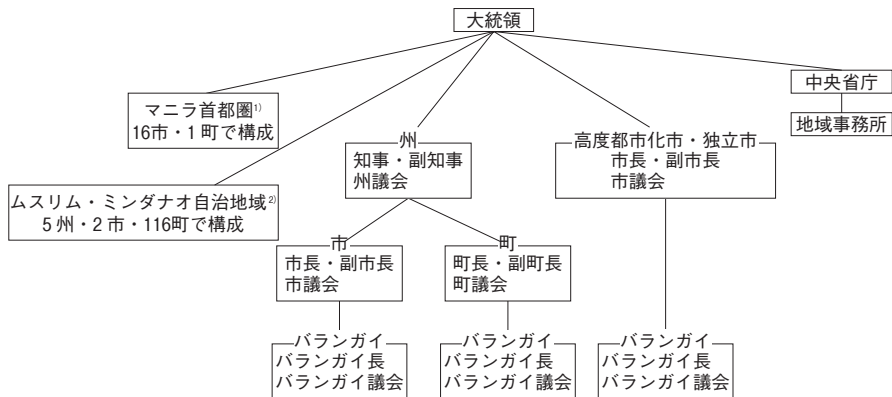 大統領
中央省庁
地域事務所
マニラ首都圏1)
16市・1町で構成
ムスリム・ミンダナオ自治地域2)
5州・2市・116町で構成
州
知事・副知事
州議会
高度都市化市・独立市
市長・副市長
市議会
市
市長・副市長
市議会
町
町長・副町長
町議会
バランガイ
バランガイ長
バランガイ議会
バランガイ
バランガイ長
バランガイ議会
バランガイ
バランガイ長
バランガイ議会